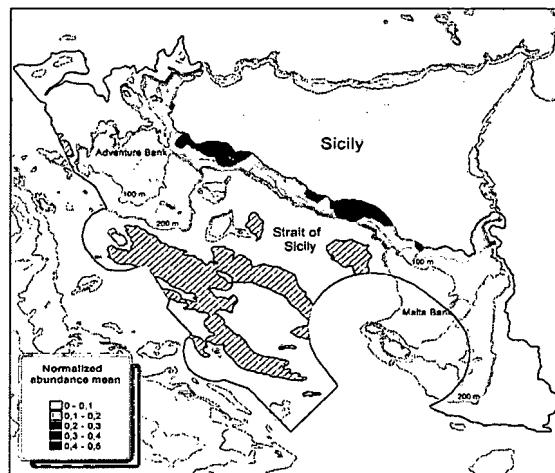 Sicily
Adventure Bank
100 m
200 m
Strait of
Sicily
100 m
Malta Bank
200 m
Normalized
abundance mean
0 - 0,1
0,1 - 0,2
0,2 - 0,3
0,3 - 0,4
0,4 - 0,5